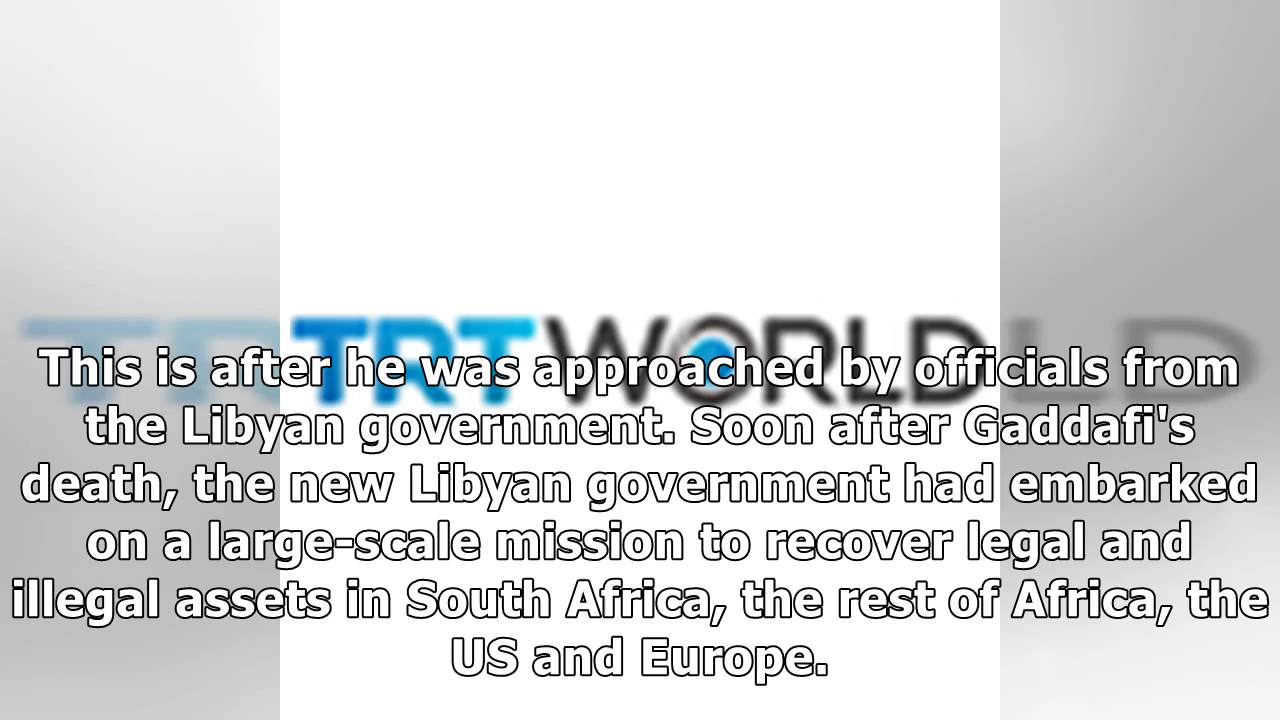 TRT WORLD
This is after he was approached by officials from
the Libyan government. Soon after Gaddafi's
death, the new Libyan government had embarked
on a large-scale mission to recover legal and
illegal assets in South Africa, the rest of Africa, the
US and Europe.